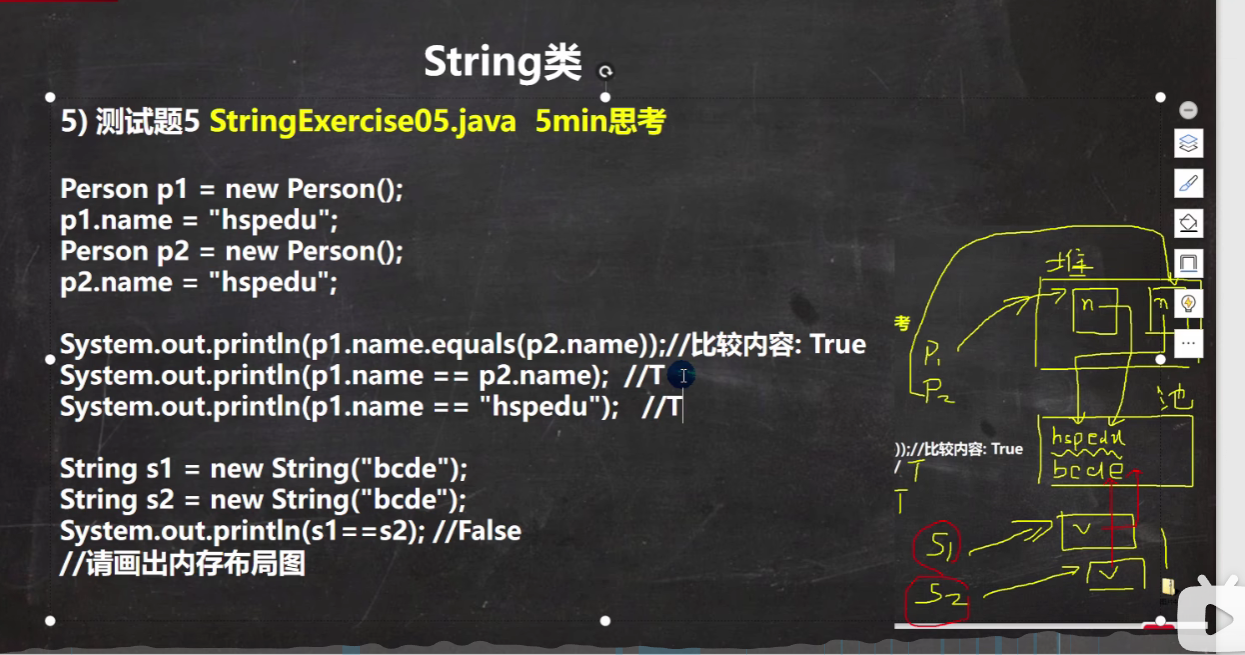 String类
5) 测试题5 StringExercise05.java 5min思考
Person p1 = new Person();
p1.name = "hspedu";
Person p2 = new Person();
p2.name = "hspedu";
System.out.println(p1.name.equals(p2.name));//比较内容: True
System.out.println(p1.name == p2.name); //T
System.out.println(p1.name == "hspedu"); //T
String s1 = new String("bcde");
String s2 = new String("bcde");
System.out.println(s1==s2); //False
//请画出内存布局图
堆
n
n
考
P1
P2
池
hspedu
bcde
));//比较内容: True
/ T
T
S1
v
S2
v